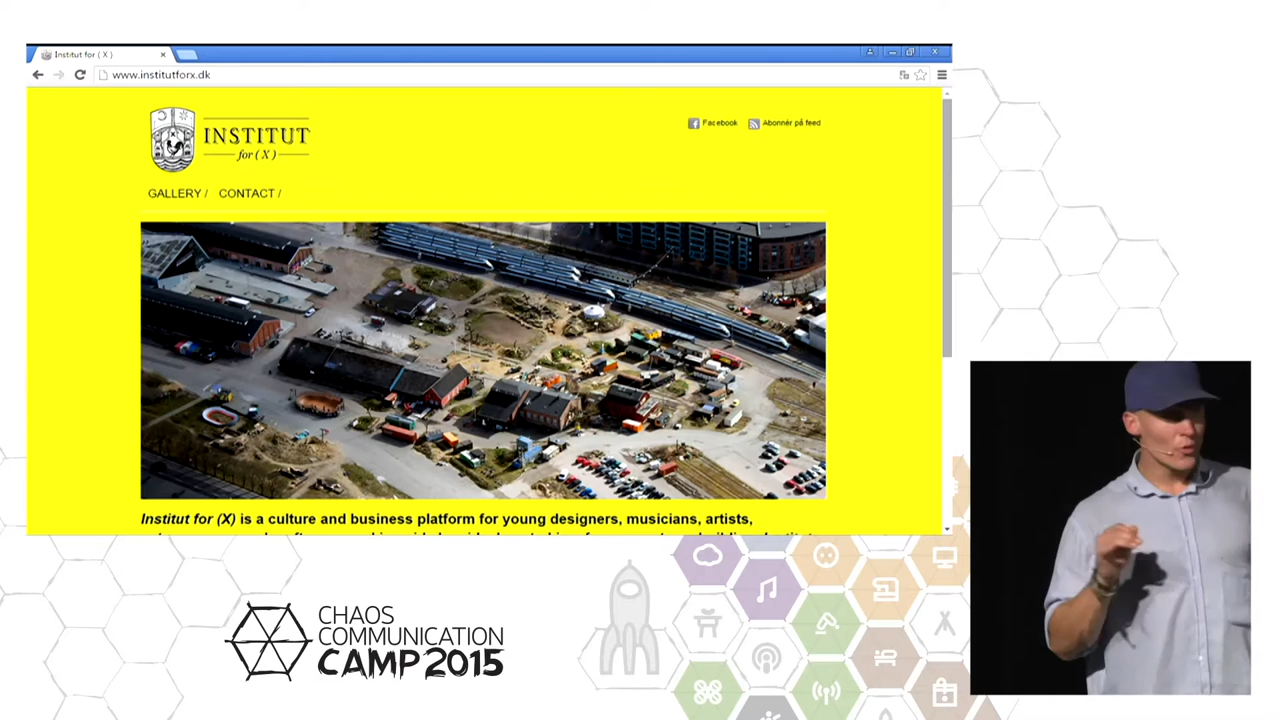 Institut for ( X )
www.institutforx.dk
INSTITUT
for ( X )
Facebook
Abonnér på feed
GALLERY /
CONTACT /
Institut for (X) is a culture and business platform for young designers, musicians, artists,
CHAOS
COMMUNICATION
CAMP 2015